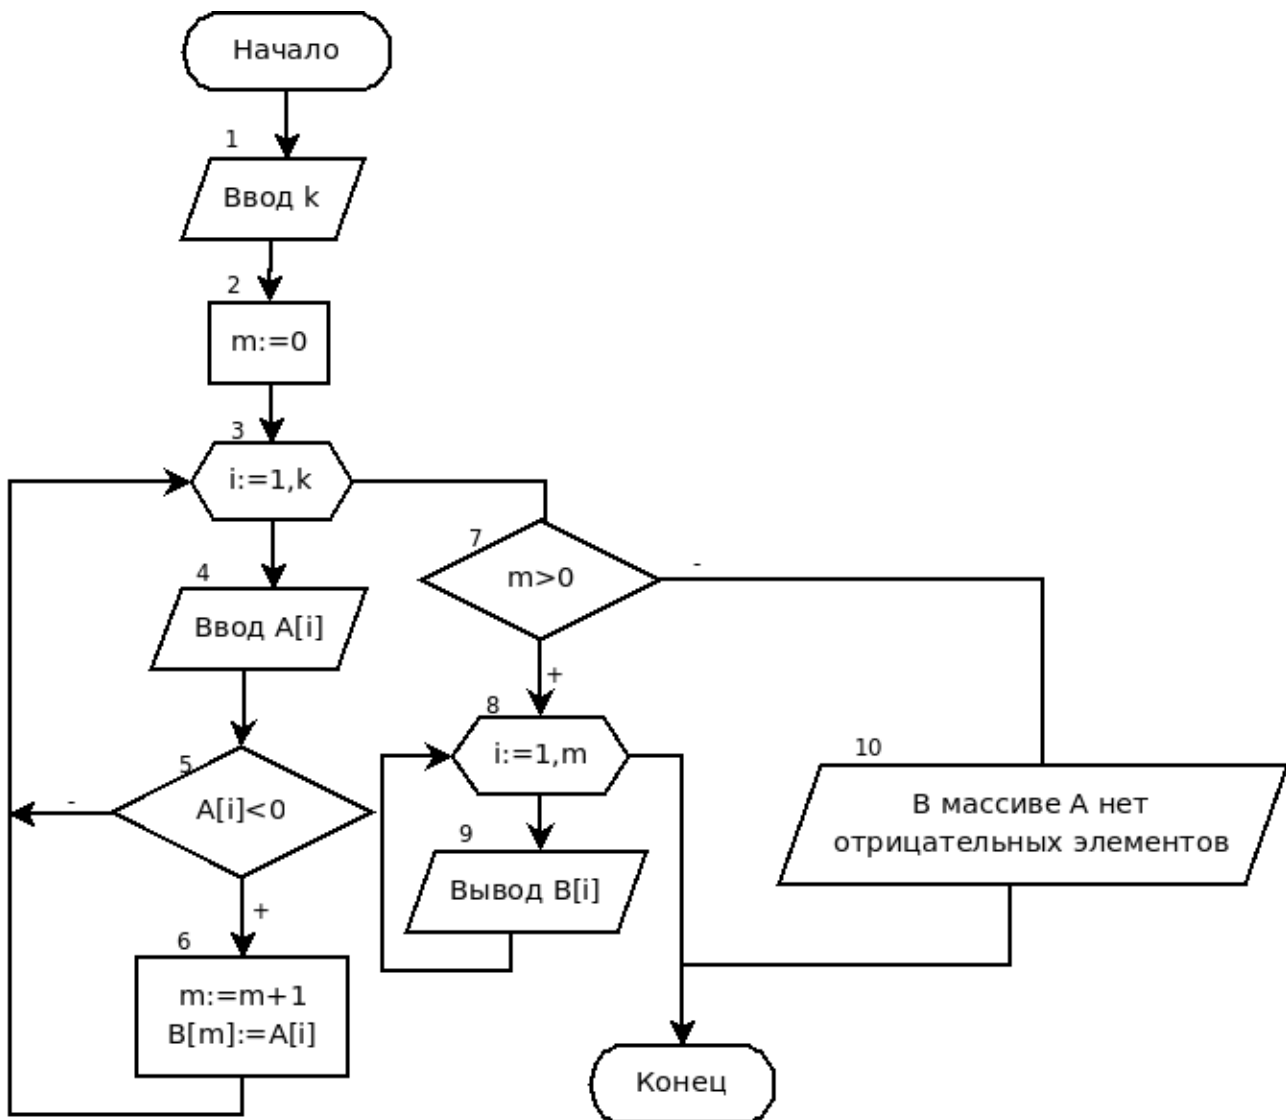 Начало
1
Ввод k
2
m:=0
3
i:=1,k
4
Ввод A[i]
5
A[i]<0
-
+
6
m:=m+1
B[m]:=A[i]
7
m>0
-
+
8
i:=1,m
9
Вывод B[i]
10
В массиве А нет
отрицательных элементов
Конец